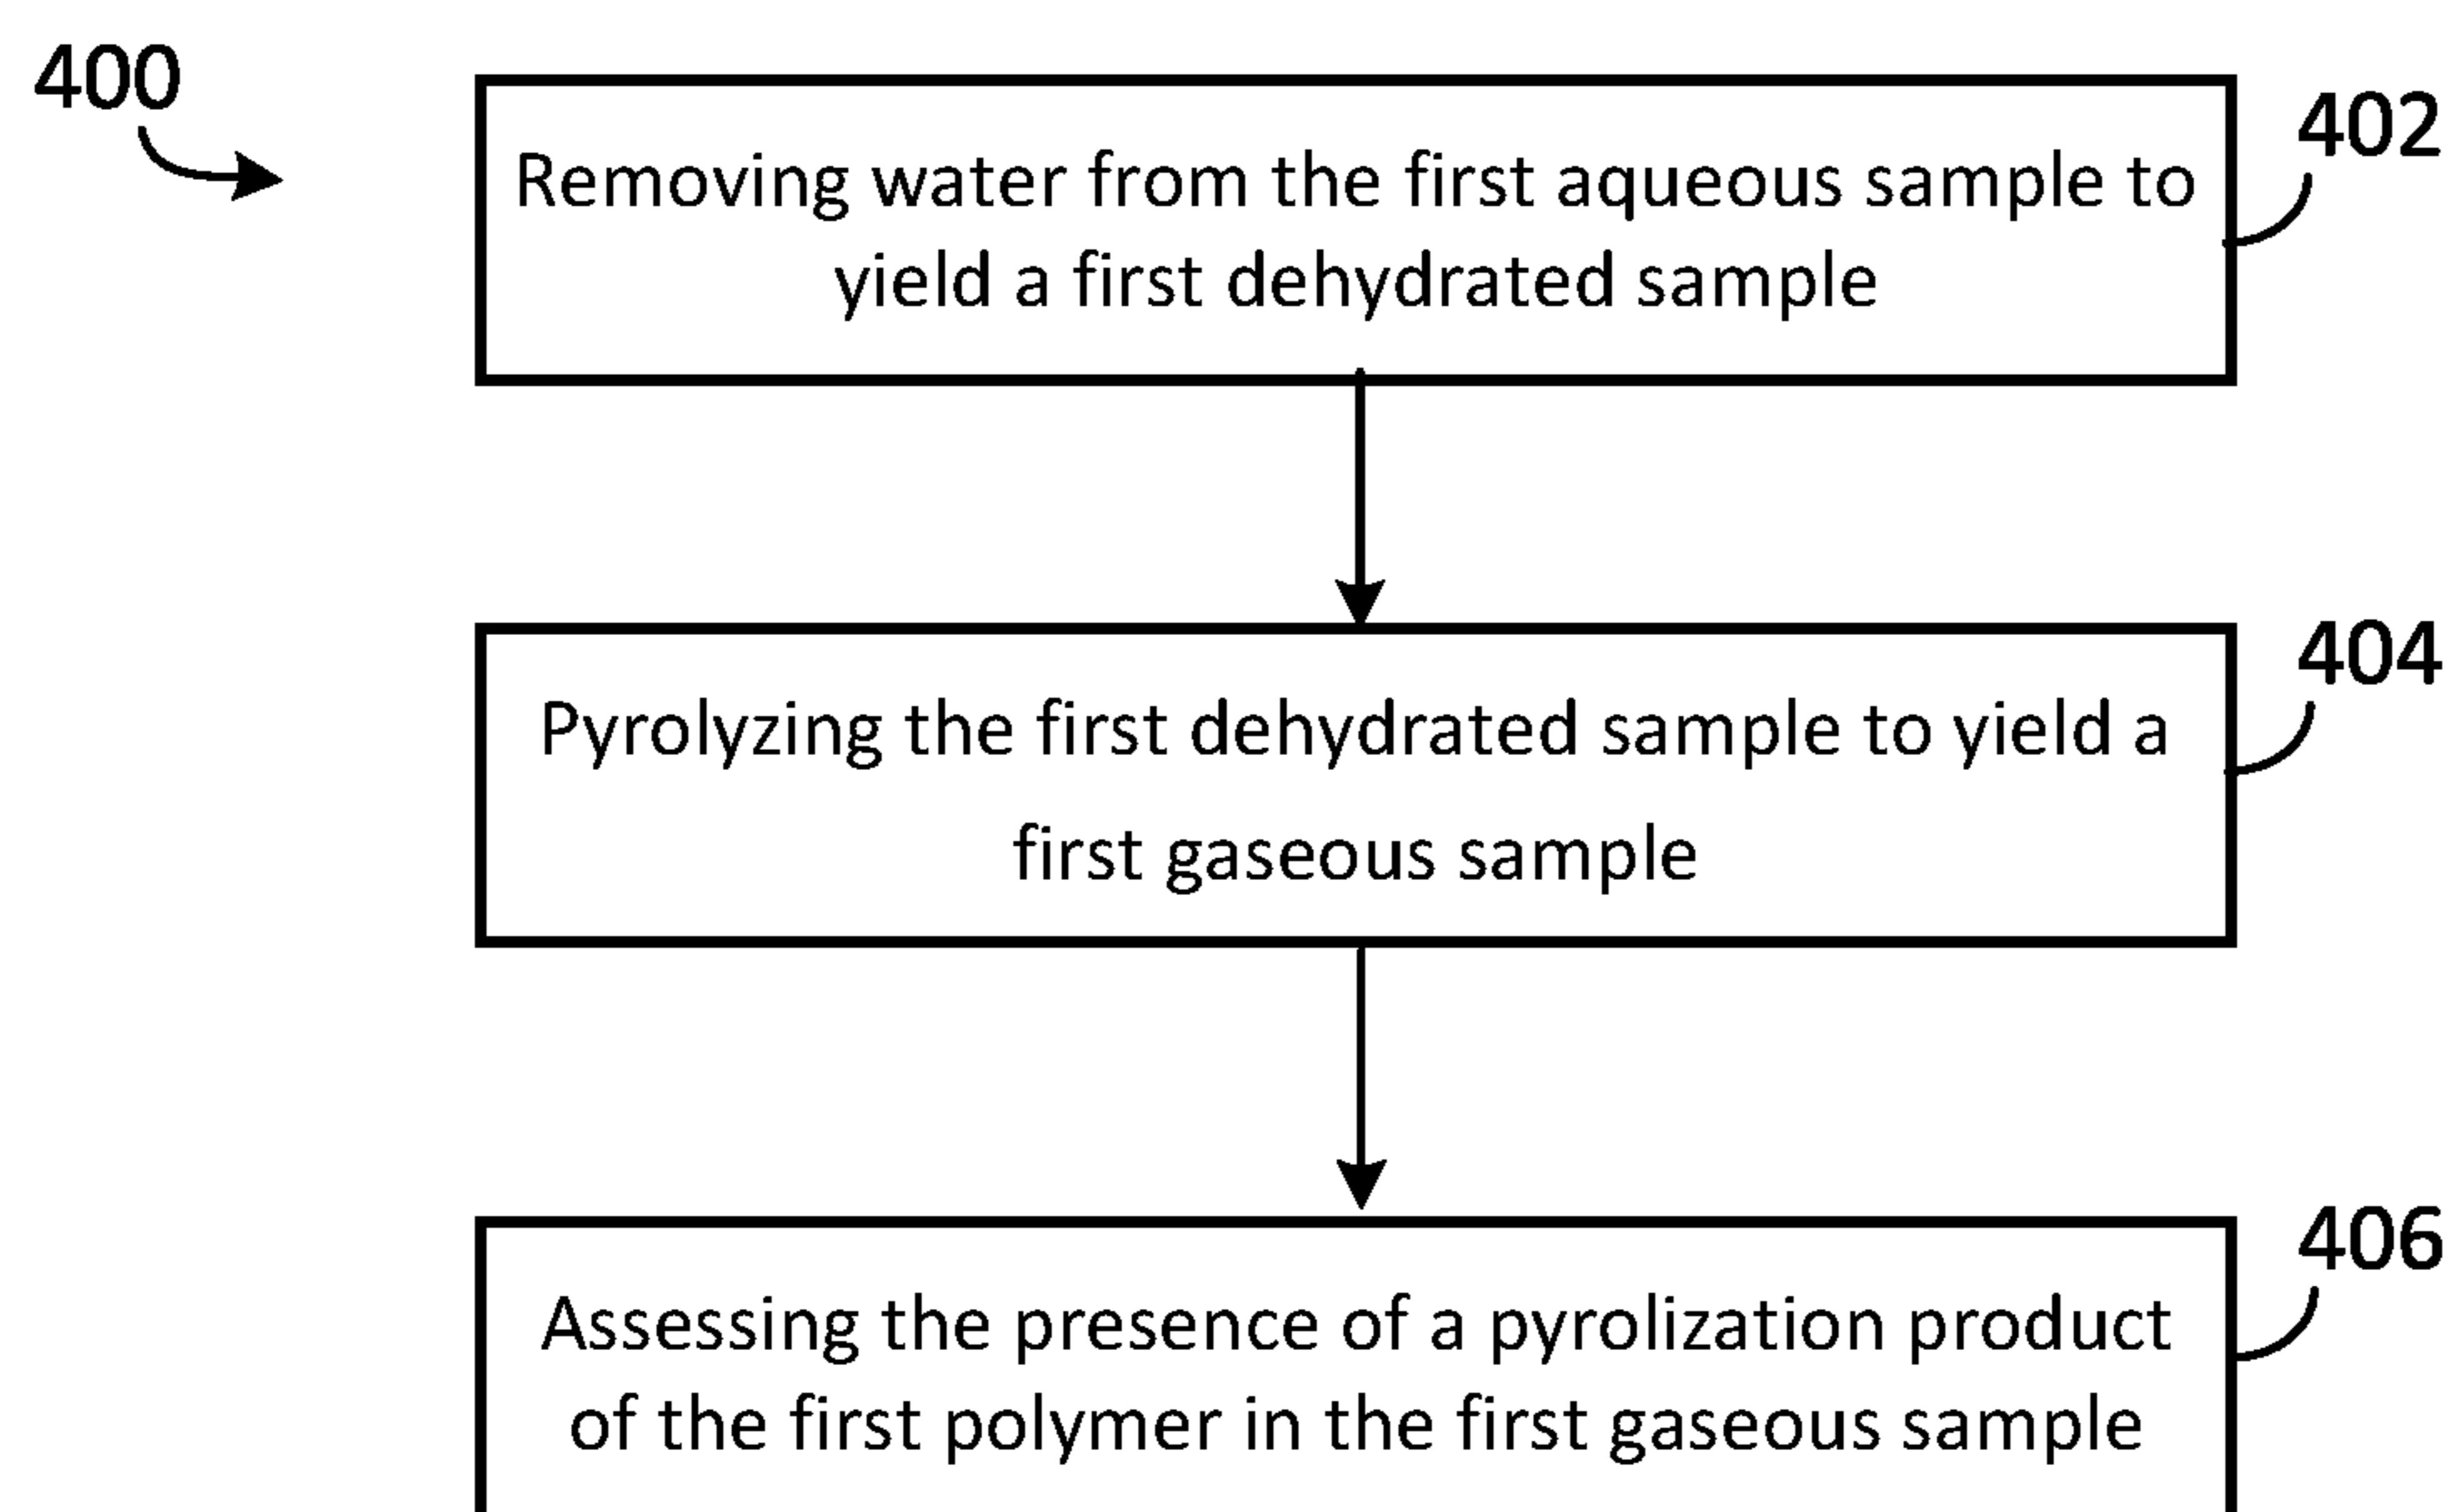 400
402
Removing water from the first aqueous sample to
yield a first dehydrated sample
404
Pyrolyzing the first dehydrated sample to yield a
first gaseous sample
406
Assessing the presence of a pyrolization product
of the first polymer in the first gaseous sample